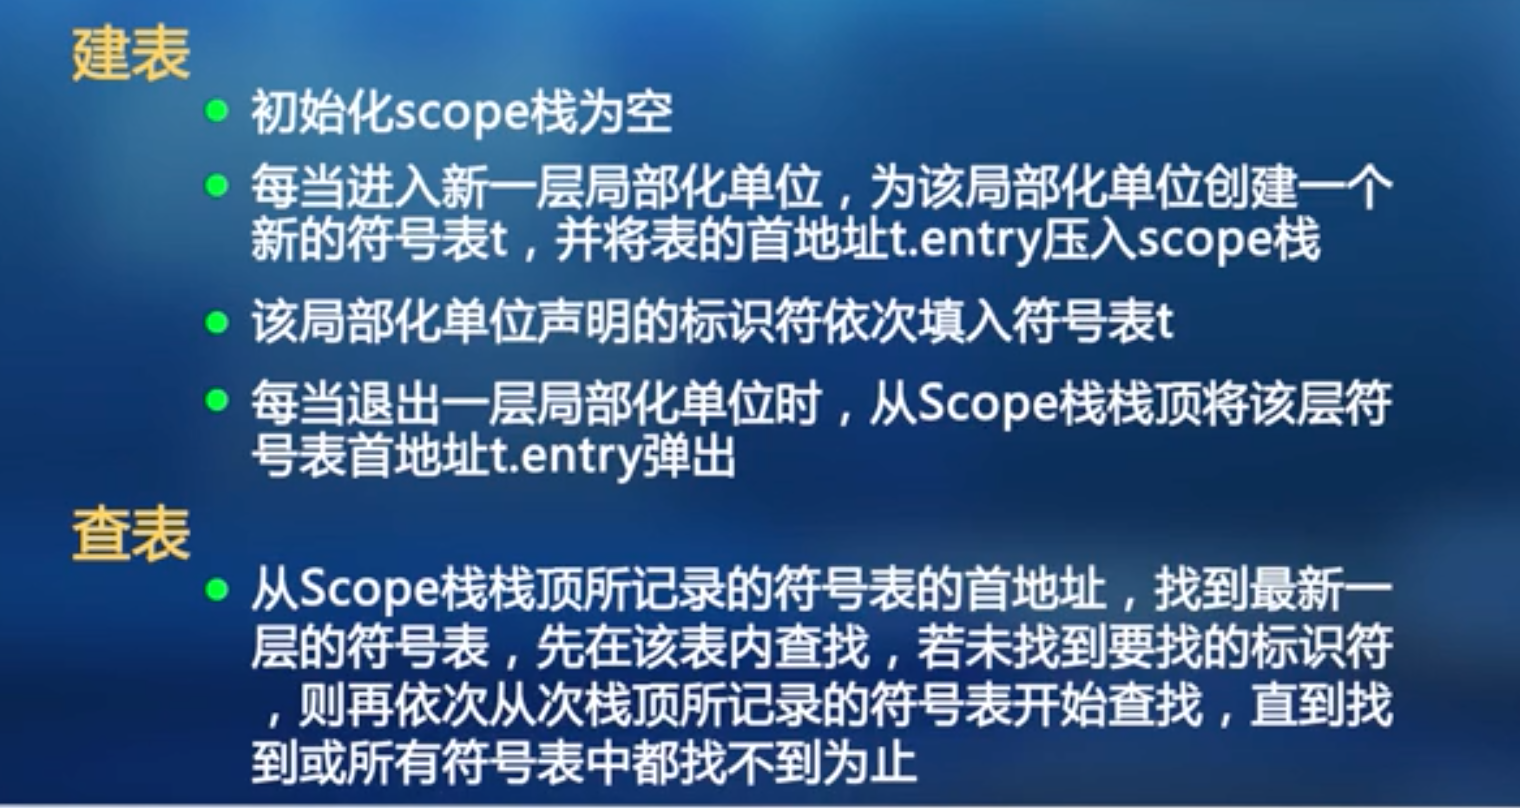 建表
初始化scope栈为空
每当进入新一层局部化单位，为该局部化单位创建一个
新的符号表t，并将表的首地址t.entry压入scope栈
该局部化单位声明的标识符依次填入符号表t
每当退出一层局部化单位时，从Scope栈栈顶将该层符
号表首地址t.entry弹出
查表
从Scope栈栈顶所记录的符号表的首地址，找到最新一
层的符号表，先在该表内查找，若未找到要找的标识符
，则再依次从次栈顶所记录的符号表开始查找，直到找
到或所有符号表中都找不到为止